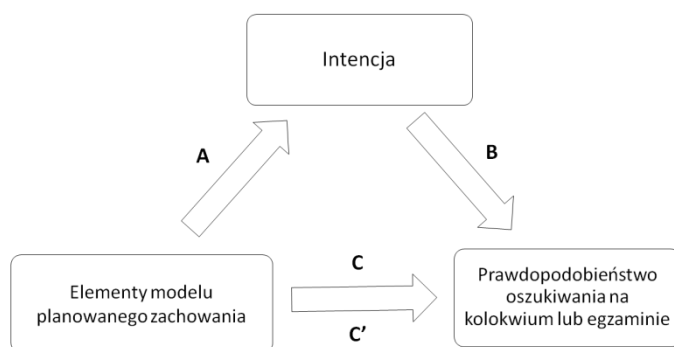 Intencja
A
B
Elementy modelu
planowanego zachowania
C
C'
Prawdopodobieństwo
oszukiwania na
kolokwium lub egzaminie